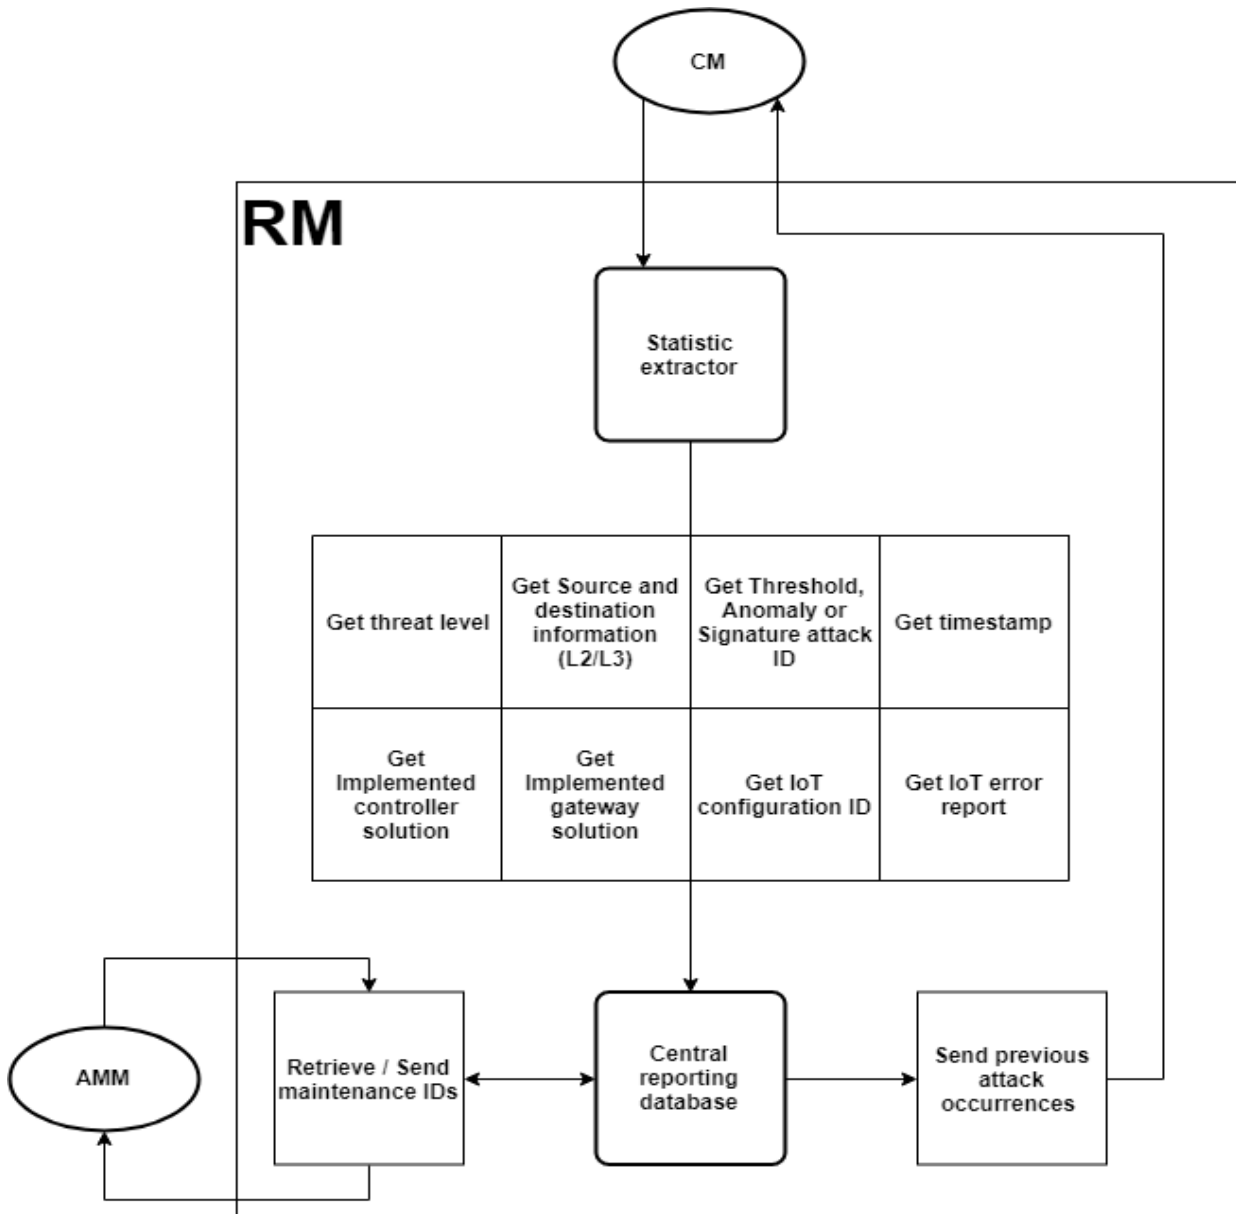 CM
RM
Statistic
extractor
Get threat level
Get Source and
destination
information
(L2/L3)
Get Threshold,
Anomaly or
Signature attack
ID
Get timestamp
Get
Implemented
controller
solution
Get
Implemented
gateway
solution
Get IoT
configuration ID
Get IoT error
report
AMM
Retrieve / Send
maintenance IDs
Central
reporting
database
Send previous
attack
occurrences